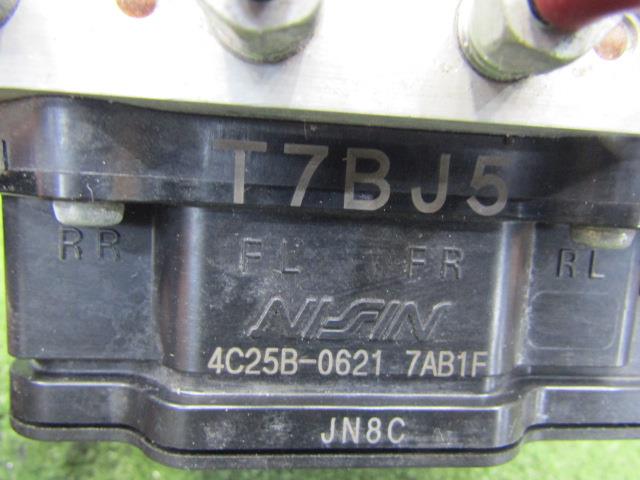 T7BJ5
RR FL FR RL
NISSIN
4C25B-0621 7AB1F
JN8C